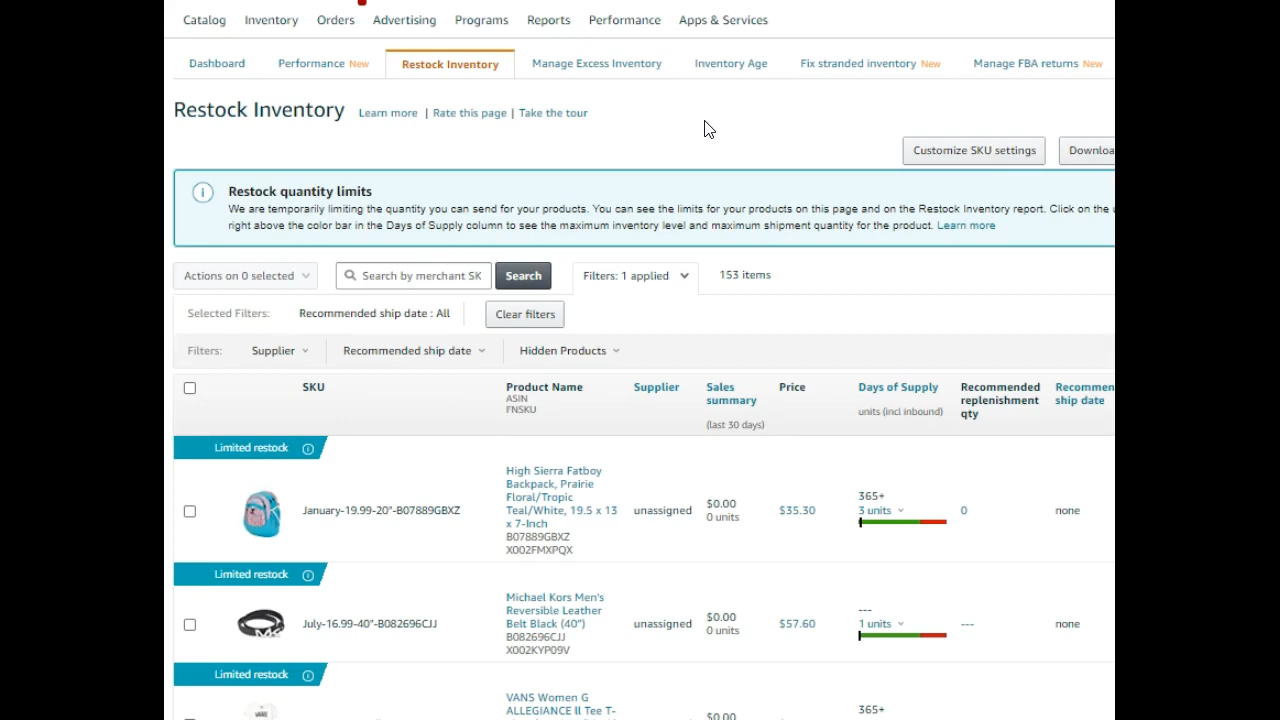 Catalog Inventory Orders Advertising Programs Reports Performance Apps & Services
Dashboard Performance New Restock Inventory Manage Excess Inventory Inventory Age Fix stranded inventory New Manage FBA returns New
Restock Inventory Learn more | Rate this page | Take the tour
Customize SKU settings Downloa
Restock quantity limits
We are temporarily limiting the quantity you can send for your products. You can see the limits for your products on this page and on the Restock Inventory report. Click on the u
right above the color bar in the Days of Supply column to see the maximum inventory level and maximum shipment quantity for the product. Learn more
Actions on 0 selected Search by merchant SK Search Filters: 1 applied 153 items
Selected Filters: Recommended ship date : All Clear filters
Filters: Supplier Recommended ship date Hidden Products
SKU Product Name Supplier Sales Price Days of Supply Recommended Recommen
ASIN summary replenishment ship date
FNSKU units (incl inbound) qty
(last 30 days)
Limited restock
High Sierra Fatboy
Backpack, Prairie
Floral/Tropic 365+
Teal/White, 19.5 x 13 $0.00
January-19.99-20"-B07889GBXZ x 7-Inch unassigned 0 units $35.30 3 units 0 none
B07889GBXZ
X002FMXPQX
Limited restock
Michael Kors Men's
Reversible Leather ---
July-16.99-40"-B082696CJJ Belt Black (40") unassigned $0.00 $57.60 1 units --- none
B082696CJJ 0 units
X002KYP09V
Limited restock
VANS Women G
ALLEGIANCE II Tee T- $0.00 365+